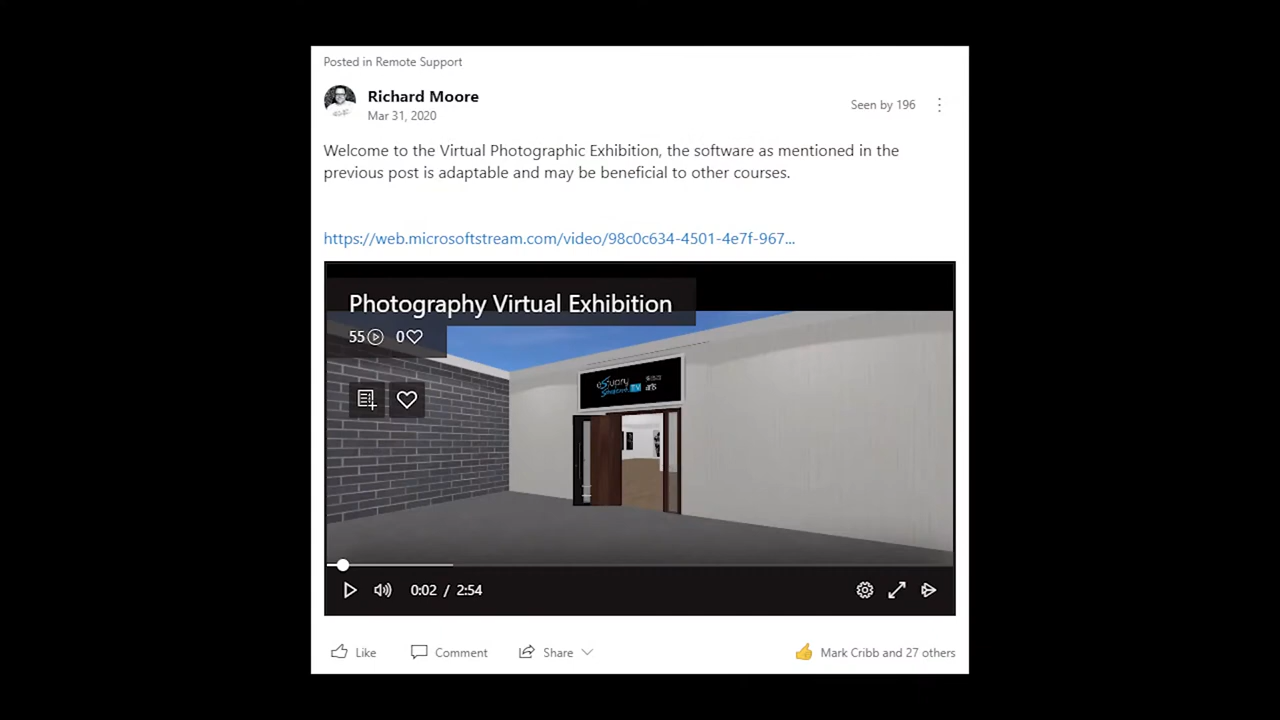 Posted in Remote Support
Richard Moore
Seen by 196
Mar 31, 2020
Welcome to the Virtual Photographic Exhibition, the software as mentioned in the
previous post is adaptable and may be beneficial to other courses.
https://web.microsoftstream.com/video/98c0c634-4501-4e7f-967...
Photography Virtual Exhibition
55 0
TV arts
0:02 / 2:54
Like Comment Share Mark Cribb and 27 others